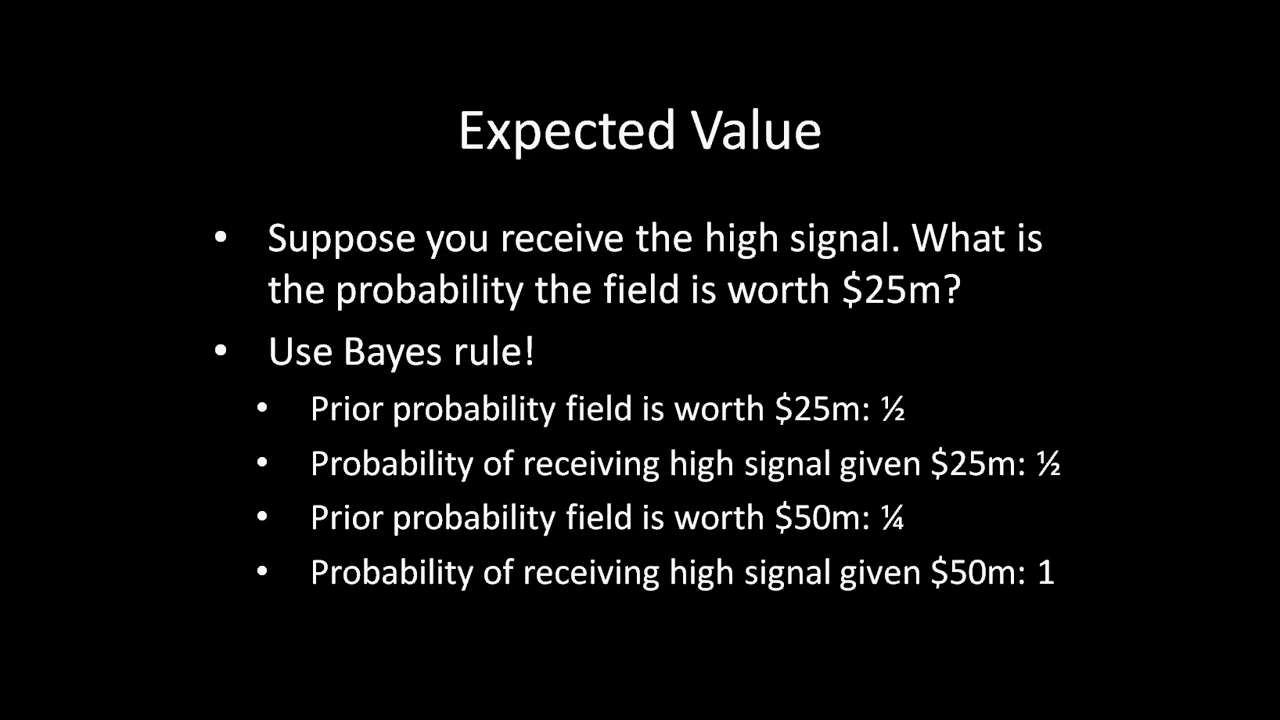 Expected Value
• Suppose you receive the high signal. What is
the probability the field is worth $25m?
• Use Bayes rule!
• Prior probability field is worth $25m: ½
• Probability of receiving high signal given $25m: ½
• Prior probability field is worth $50m: ¼
• Probability of receiving high signal given $50m: 1